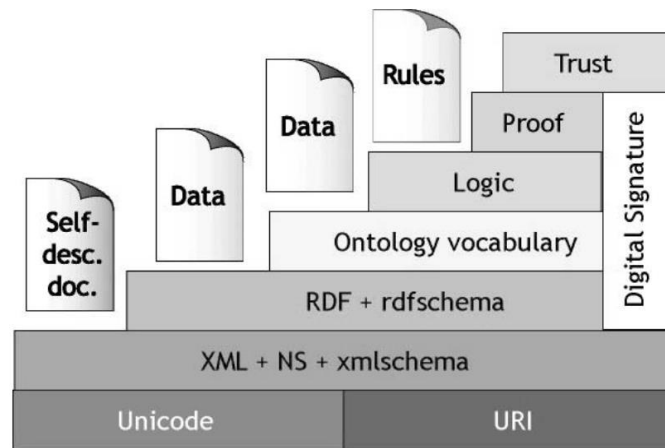 Rules
Trust
Data
Proof
Data
Logic
Self-
desc.
doc.
Ontology vocabulary
Digital Signature
RDF + rdfschema
XML + NS + xmlschema
Unicode
URI